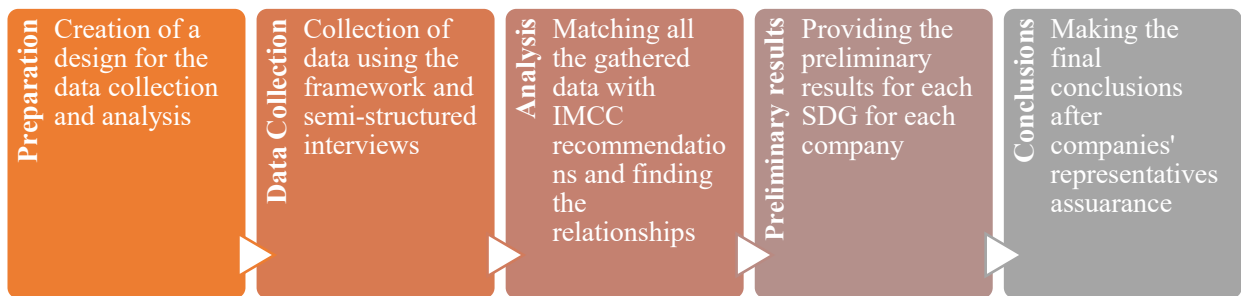 Preparation
Creation of a
design for the
data collection
and analysis
Data Collection
Collection of
data using the
framework and
semi-structured
interviews
Analysis
Matching all
the gathered
data with
IMCC
recommendatio
ns and finding
the
relationships
Preliminary results
Providing the
preliminary
results for each
SDG for each
company
Conclusions
Making the
final
conclusions
after
companies'
representatives
assuarance